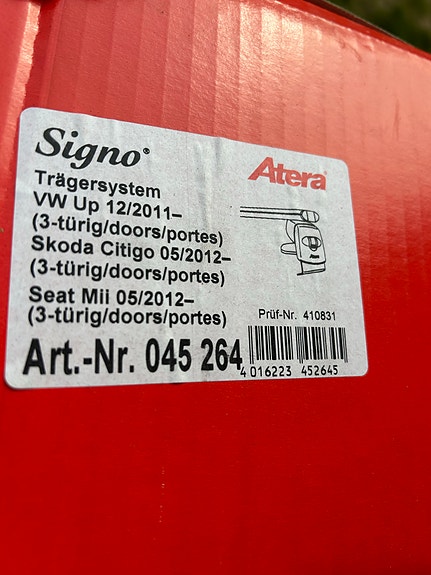 Signo®
Atera®
Trägersystem
VW Up 12/2011–
(3-türig/doors/portes)
Skoda Citigo 05/2012–
(3-türig/doors/portes)
Seat Mii 05/2012–
(3-türig/doors/portes)
Prüf-Nr. 410831
Art.-Nr. 045 264
4 016223 452645